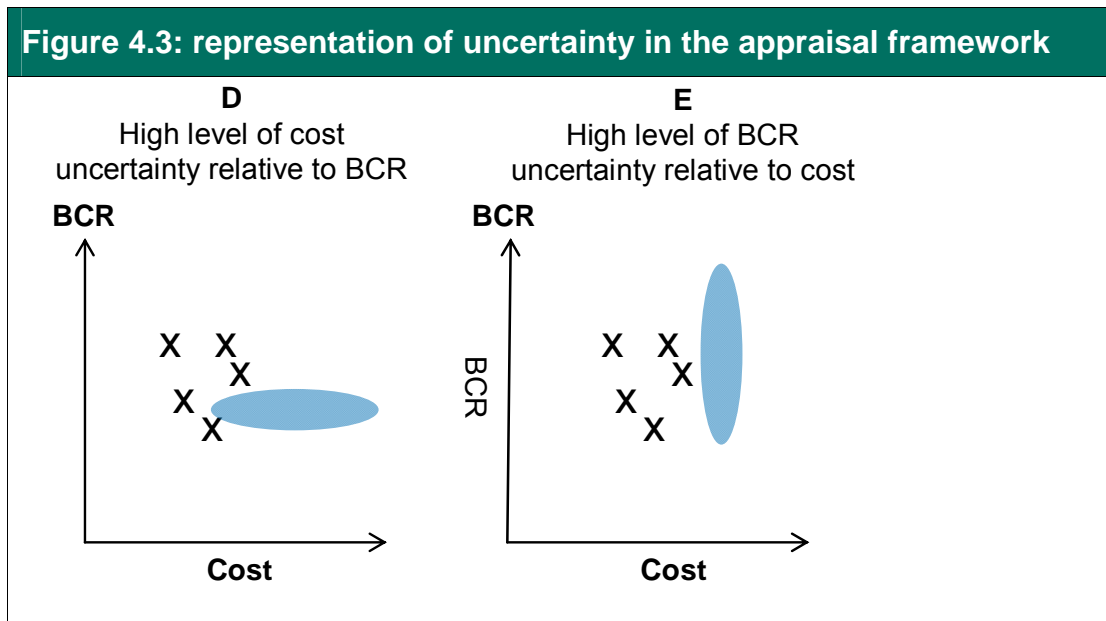 Figure 4.3: representation of uncertainty in the appraisal framework
D
High level of cost
uncertainty relative to BCR
BCR
X X
X
X
X
Cost
E
High level of BCR
uncertainty relative to cost
BCR
BCR
X X
X
X
X
Cost